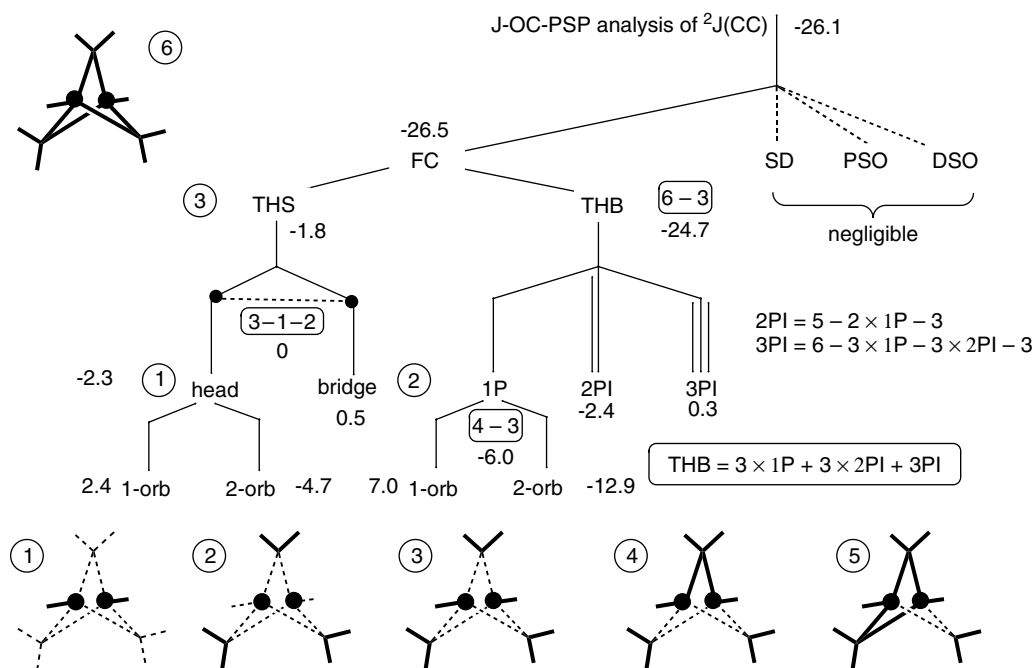 J-OC-PSP analysis of ²J(CC)
-26.1
6
-26.5
FC
SD PSO DSO
negligible
3
THS
-1.8
THB
6 – 3
-24.7
3–1–2
0
2PI = 5 – 2 × 1P – 3
3PI = 6 – 3 × 1P – 3 × 2PI – 3
-2.3
1
head
bridge
0.5
2
1P
2PI
-2.4
3PI
0.3
4 – 3
-6.0
THB = 3 × 1P + 3 × 2PI + 3PI
2.4 1-orb 2-orb -4.7
7.0 1-orb 2-orb -12.9
1 2 3 4 5